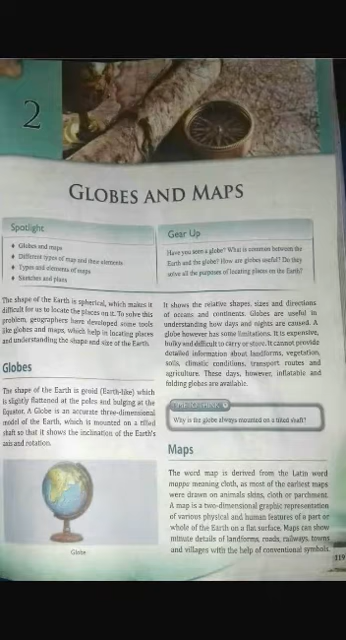 2
GLOBES AND MAPS
Spotlight
Globes and maps
Different types of map and their elements
Types and elements of maps
Sketches and plans
Gear Up
Have you seen a globe? What is common between the
Earth and the globe? How are globes useful? Do they
serve all the purposes of locating places on the Earth?
The shape of the Earth is spherical, which makes it
difficult for us to locate the places on it. To solve this
problem, geographers have developed some tools
like globes and maps, which help in locating places
and understanding the shape and size of the Earth.
Globes
The shape of the Earth is geoid (Earth-like) which
is slightly flattened at the poles and bulging at the
Equator. A Globe is an accurate three-dimensional
model of the Earth, which is mounted on a tilted
shaft so that it shows the inclination of the Earth's
axis and rotation.
Globe
It shows the relative shapes, sizes and directions
of oceans and continents. Globes are useful in
understanding how days and nights are caused. A
globe however has some limitations. It is expensive,
bulky and difficult to carry or store. It cannot provide
detailed information about landforms, vegetation,
soils, climatic conditions, transport routes and
agriculture. These days, however, inflatable and
folding globes are available.
Why is the globe always mounted on a tilted shaft?
Maps
The word map is derived from the Latin word
mappa meaning cloth, as most of the earliest maps
were drawn on animals skins, cloth or parchment.
A map is a two-dimensional graphic representation
of various physical and human features of a part or
whole of the Earth on a flat surface. Maps can show
minute details of landforms, roads, railways, towns
and villages with the help of conventional symbols.
119